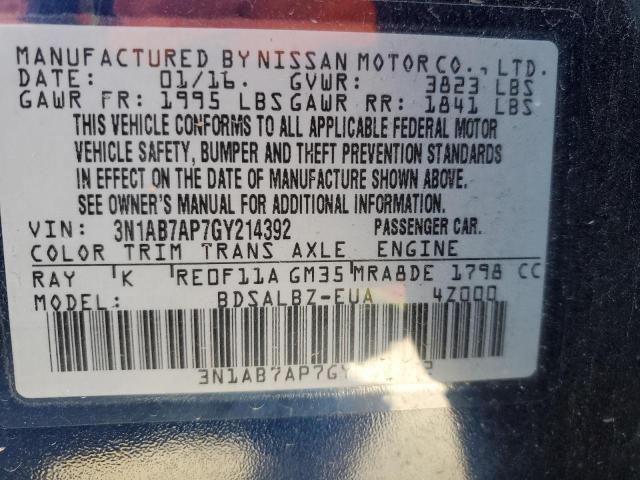 MANUFACTURED BY NISSAN MOTOR CO., LTD.
DATE: 01/16. GVWR: 3823 LBS
GAWR FR: 1995 LBS GAWR RR: 1841 LBS
THIS VEHICLE CONFORMS TO ALL APPLICABLE FEDERAL MOTOR
VEHICLE SAFETY, BUMPER AND THEFT PREVENTION STANDARDS
IN EFFECT ON THE DATE OF MANUFACTURE SHOWN ABOVE.
SEE OWNER'S MANUAL FOR ADDITIONAL INFORMATION
VIN: 3N1AB7AP7GY214392 PASSENGER CAR.
COLOR TRIM TRANS AXLE ENGINE
RAY K RE0F11A GM35 MRA8DE 1798 CC
MODEL: BDSALBZ-EUA 4Z000
3N1AB7AP7GY